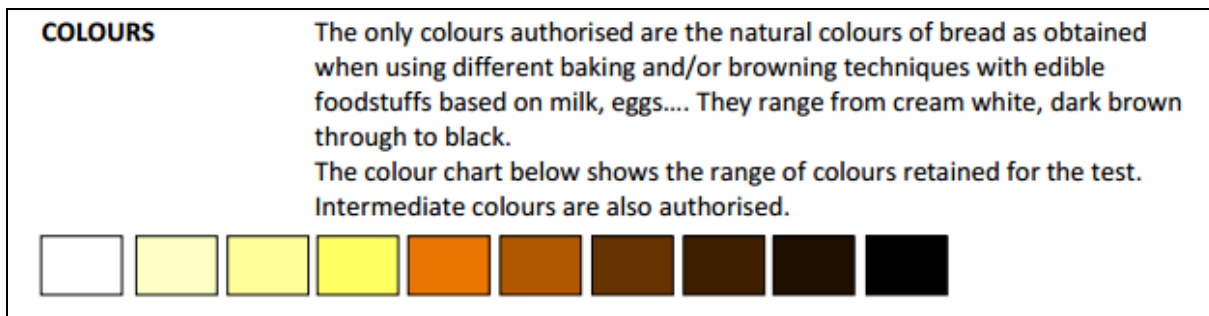 COLOURS The only colours authorised are the natural colours of bread as obtained
when using different baking and/or browning techniques with edible
foodstuffs based on milk, eggs.... They range from cream white, dark brown
through to black.
The colour chart below shows the range of colours retained for the test.
Intermediate colours are also authorised.